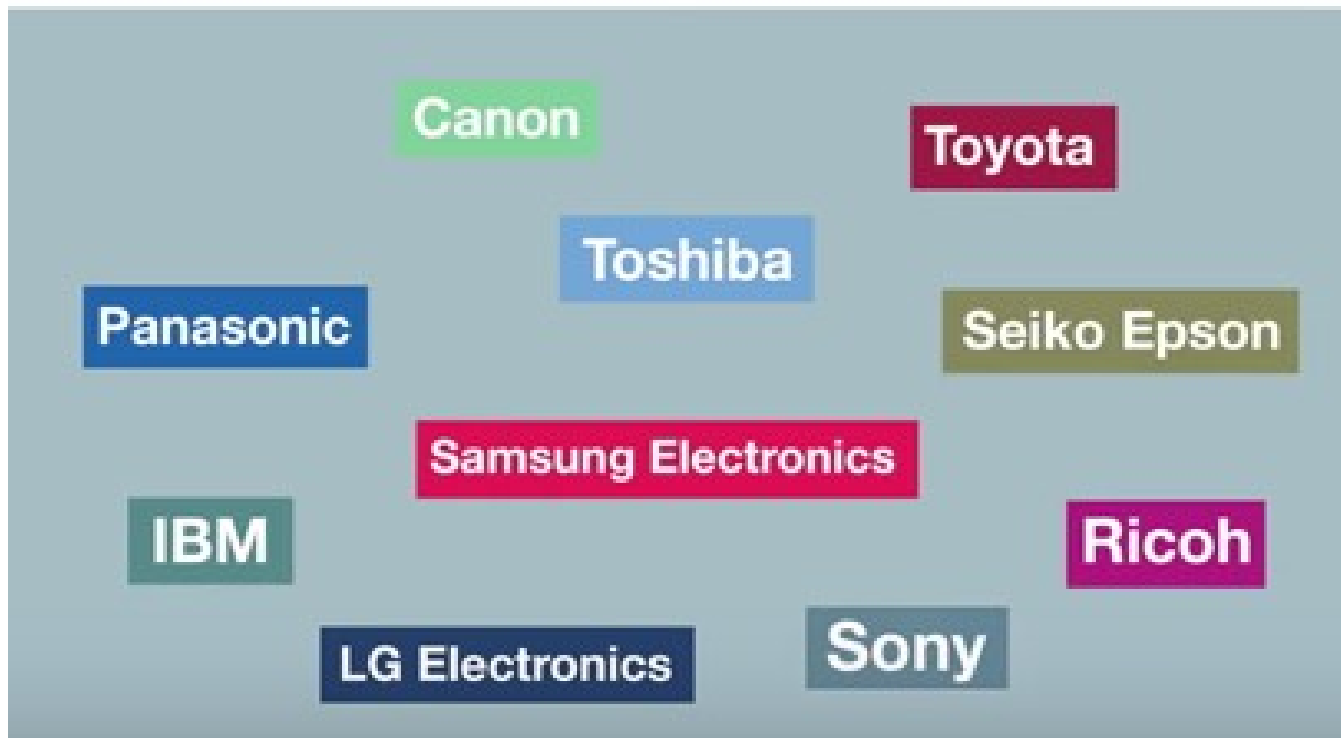 Canon
Toyota
Toshiba
Panasonic
Seiko Epson
Samsung Electronics
IBM
Ricoh
LG Electronics
Sony